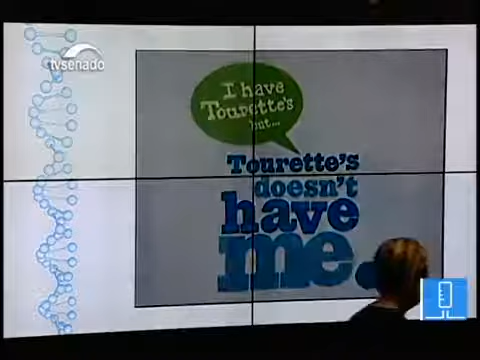 tvsenado
I have
Tourette's
but...
Tourette's
doesn't
have
me.